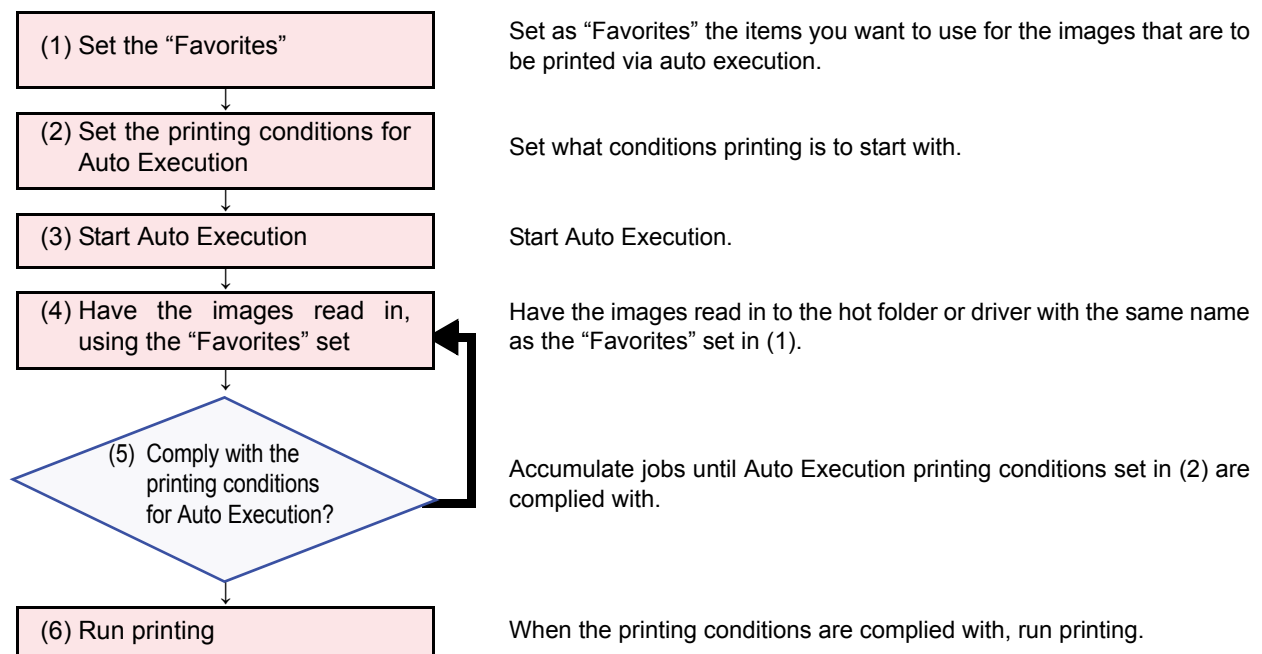 (1) Set the “Favorites”
Set as “Favorites” the items you want to use for the images that are to
be printed via auto execution.
↓
(2) Set the printing conditions for
Auto Execution
Set what conditions printing is to start with.
↓
(3) Start Auto Execution
Start Auto Execution.
↓
(4) Have the images read in,
using the “Favorites” set
Have the images read in to the hot folder or driver with the same name
as the “Favorites” set in (1).
↓
(5) Comply with the
printing conditions
for Auto Execution?
Accumulate jobs until Auto Execution printing conditions set in (2) are
complied with.
↓
(6) Run printing
When the printing conditions are complied with, run printing.